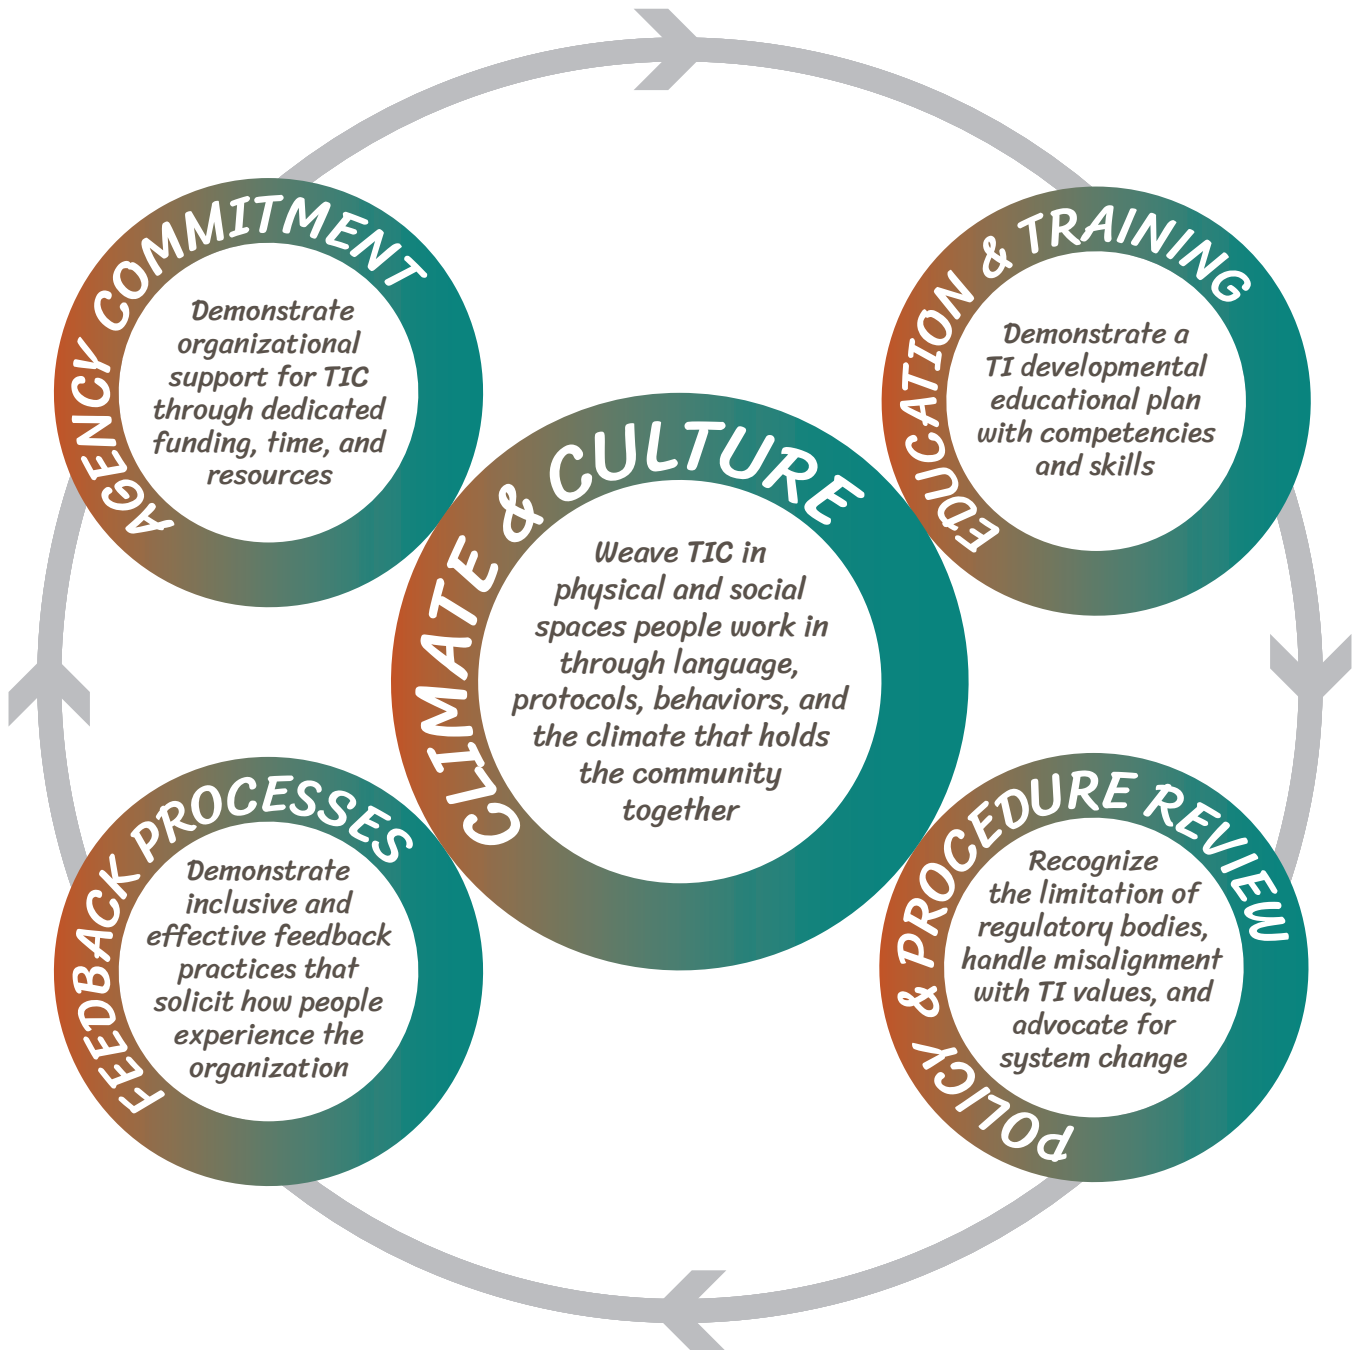 AGENCY COMMITMENT
Demonstrate
organizational
support for TIC
through dedicated
funding, time, and
resources
EDUCATION & TRAINING
Demonstrate a
TI developmental
educational plan
with competencies
and skills
CLIMATE & CULTURE
Weave TIC in
physical and social
spaces people work in
through language,
protocols, behaviors, and
the climate that holds
the community
together
FEEDBACK PROCESSES
Demonstrate
inclusive and
effective feedback
practices that
solicit how people
experience the
organization
POLICY & PROCEDURE REVIEW
Recognize
the limitation of
regulatory bodies,
handle misalignment
with TI values, and
advocate for
system change